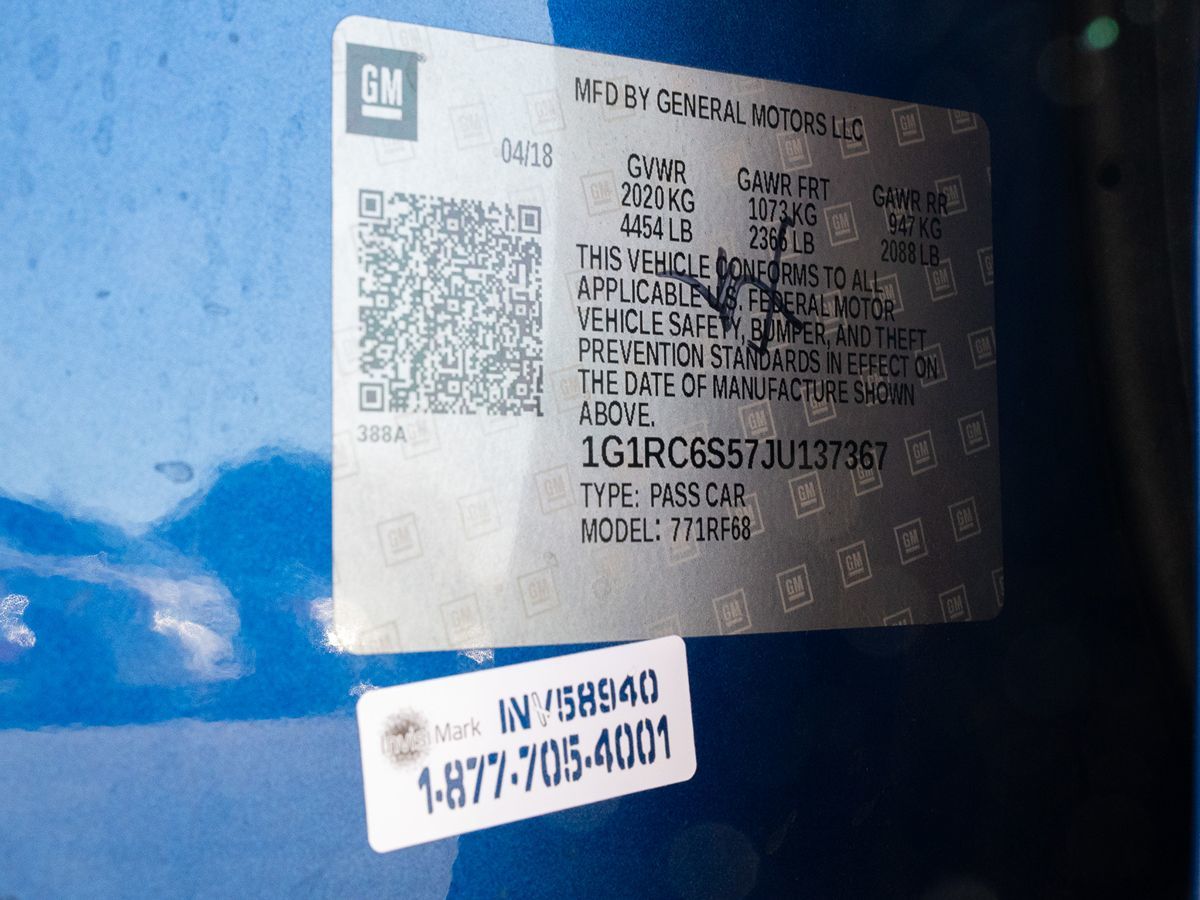 GM
MFD BY GENERAL MOTORS LLC
04/18
GVWR GAWR FRT GAWR RR
2020 KG 1073 KG 947 KG
4454 LB 2366 LB 2088 LB
THIS VEHICLE CONFORMS TO ALL
APPLICABLE U.S. FEDERAL MOTOR
VEHICLE SAFETY, BUMPER, AND THEFT
PREVENTION STANDARDS IN EFFECT ON
THE DATE OF MANUFACTURE SHOWN
ABOVE.
388A
1G1RC6S57JU137367
TYPE: PASS CAR
MODEL: 771RF68
Mark INV58940
1-877-705-4001